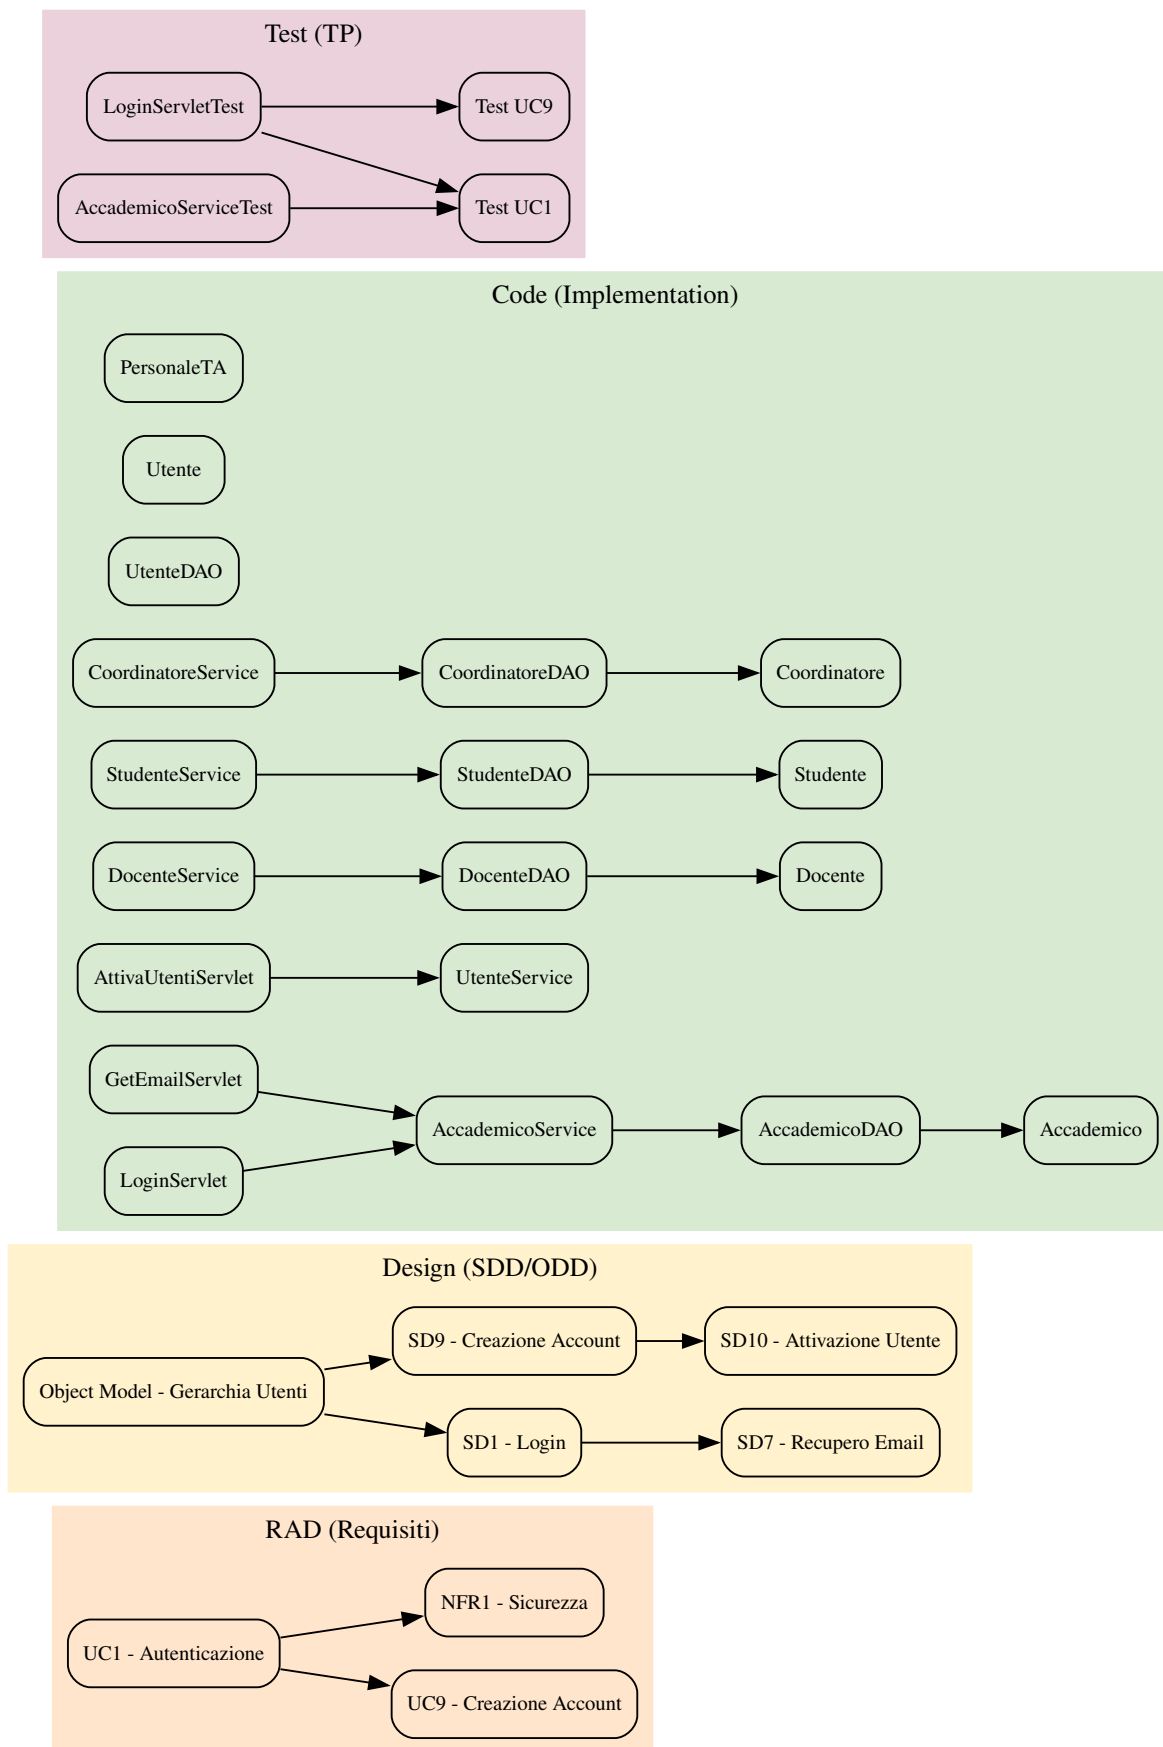 Test (TP)
LoginServletTest
Test UC9
AccademicoServiceTest
Test UC1
Code (Implementation)
PersonaleTA
Utente
UtenteDAO
CoordinatoreService
CoordinatoreDAO
Coordinatore
StudenteService
StudenteDAO
Studente
DocenteService
DocenteDAO
Docente
AttivaUtentiServlet
UtenteService
GetEmailServlet
AccademicoService
AccademicoDAO
Accademico
LoginServlet
Design (SDD/ODD)
SD9 - Creazione Account
SD10 - Attivazione Utente
Object Model - Gerarchia Utenti
SD1 - Login
SD7 - Recupero Email
RAD (Requisiti)
NFR1 - Sicurezza
UC1 - Autenticazione
UC9 - Creazione Account